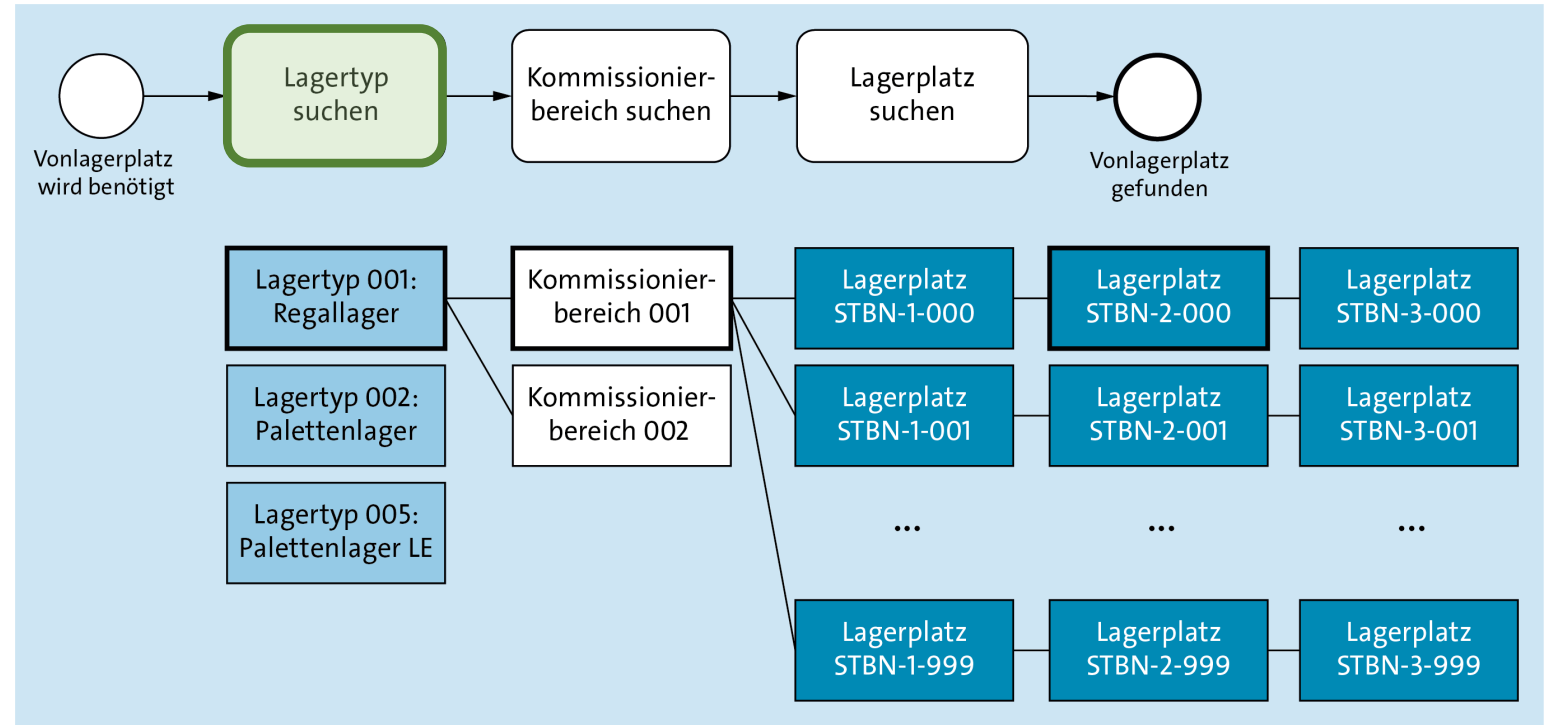 Lagertyp
suchen
Kommissionier-
bereich suchen
Lagerplatz
suchen
Vonlagerplatz
wird benötigt
Vonlagerplatz
gefunden
Lagertyp 001:
Regallager
Kommissionier-
bereich 001
Lagerplatz
STBN-1-000
Lagerplatz
STBN-2-000
Lagerplatz
STBN-3-000
Lagertyp 002:
Palettenlager
Kommissionier-
bereich 002
Lagerplatz
STBN-1-001
Lagerplatz
STBN-2-001
Lagerplatz
STBN-3-001
Lagertyp 005:
Palettenlager LE
...
...
...
Lagerplatz
STBN-1-999
Lagerplatz
STBN-2-999
Lagerplatz
STBN-3-999